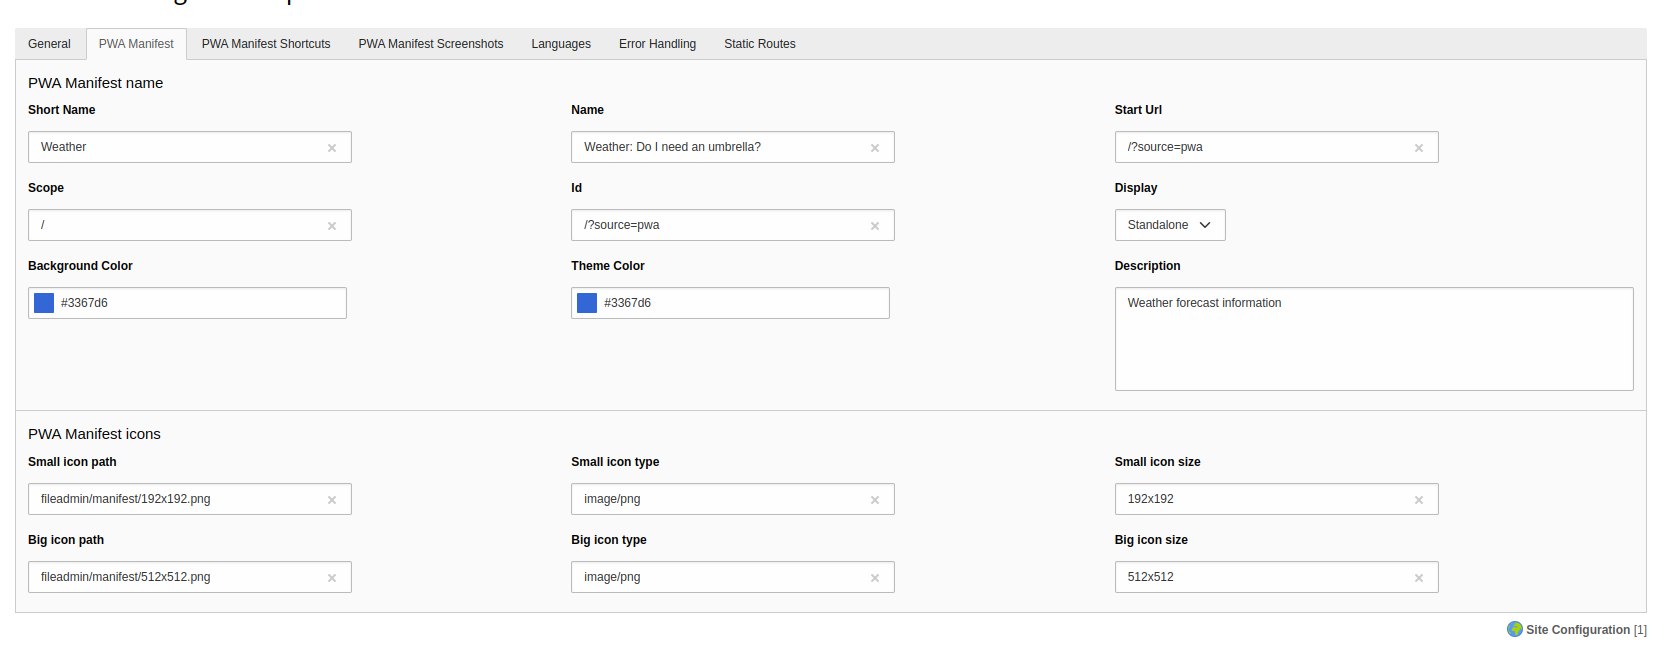 General PWA Manifest PWA Manifest Shortcuts PWA Manifest Screenshots Languages Error Handling Static Routes
PWA Manifest name
Short Name Name Start Url
Weather Weather: Do I need an umbrella? /?source=pwa
Scope Id Display
/ /?source=pwa Standalone
Background Color Theme Color Description
#3367d6 #3367d6 Weather forecast information
PWA Manifest icons
Small icon path Small icon type Small icon size
fileadmin/manifest/192x192.png image/png 192x192
Big icon path Big icon type Big icon size
fileadmin/manifest/512x512.png image/png 512x512
Site Configuration [1]